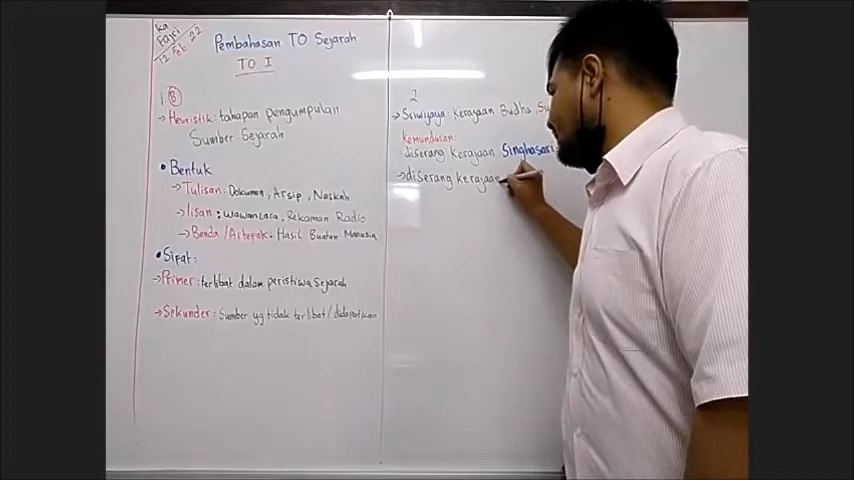 Ka
Fajri
12 Feb 22
Pembahasan TO Sejarah
TO I
1 B
→ Heuristik: tahapan pengumpulan
Sumber Sejarah
• Bentuk
→ Tulisan: Dokumen, Arsip, Naskah
→ lisan: wawancara, Rekaman Radio
→ Benda/Artepak: Hasil Buatan Manusia
• Sifat:
→ Primer: terlibat dalam peristiwa Sejarah
→ Sekunder: Sumber yg tidak terlibat/didapatkan
2
→ Sriwijaya: kerajaan Budha, Su
Kemunduran:
diserang kerajaan Singhasari
→ diserang kerajaan